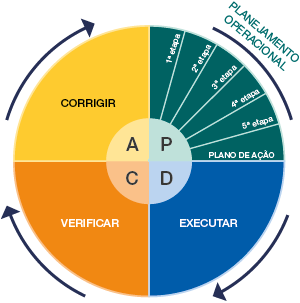 PLANEJAMENTO
OPERACIONAL
1ª etapa
2ª etapa
3ª etapa
4ª etapa
5ª etapa
PLANO DE AÇÃO
CORRIGIR
A P
C D
VERIFICAR
EXECUTAR